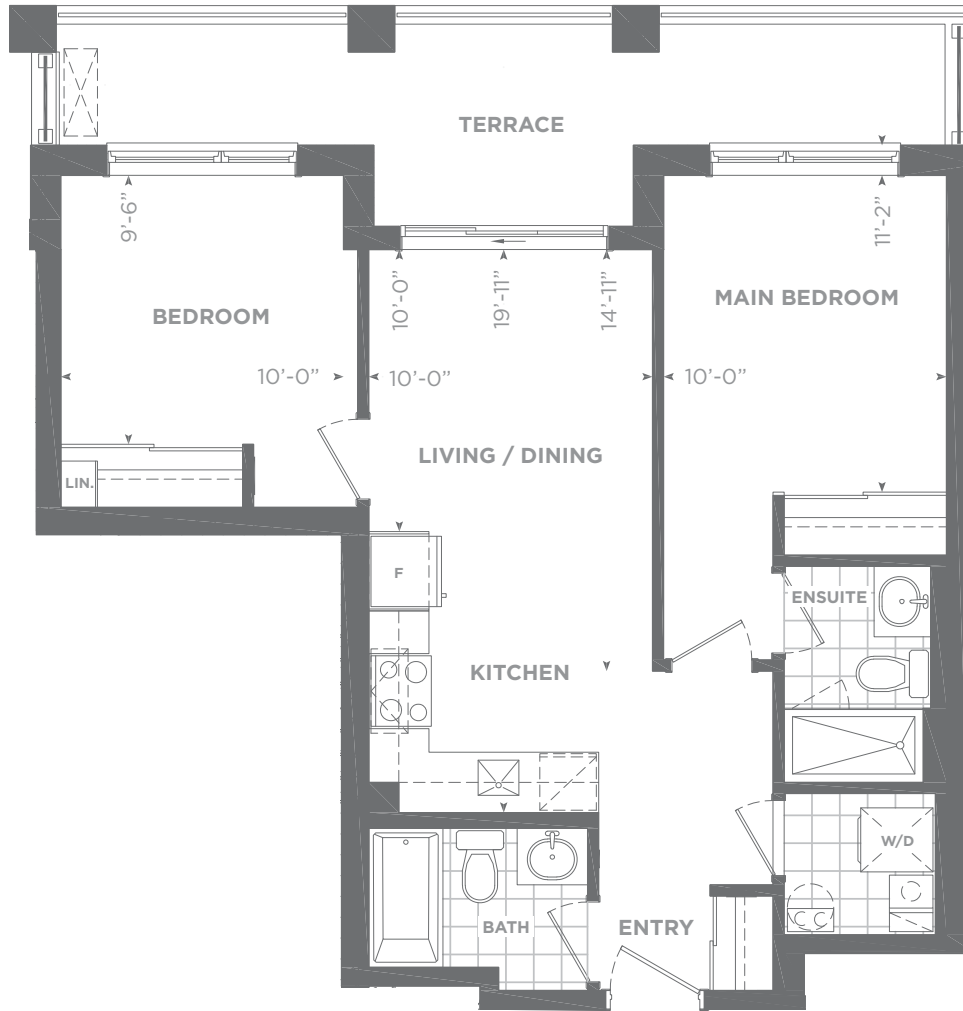 TERRACE
9'-6"
11'-2"
10'-0"
19'-11"
14'-11"
MAIN BEDROOM
BEDROOM
10'-0"
10'-0"
10'-0"
LIVING / DINING
LIN.
F
ENSUITE
KITCHEN
W/D
BATH
ENTRY